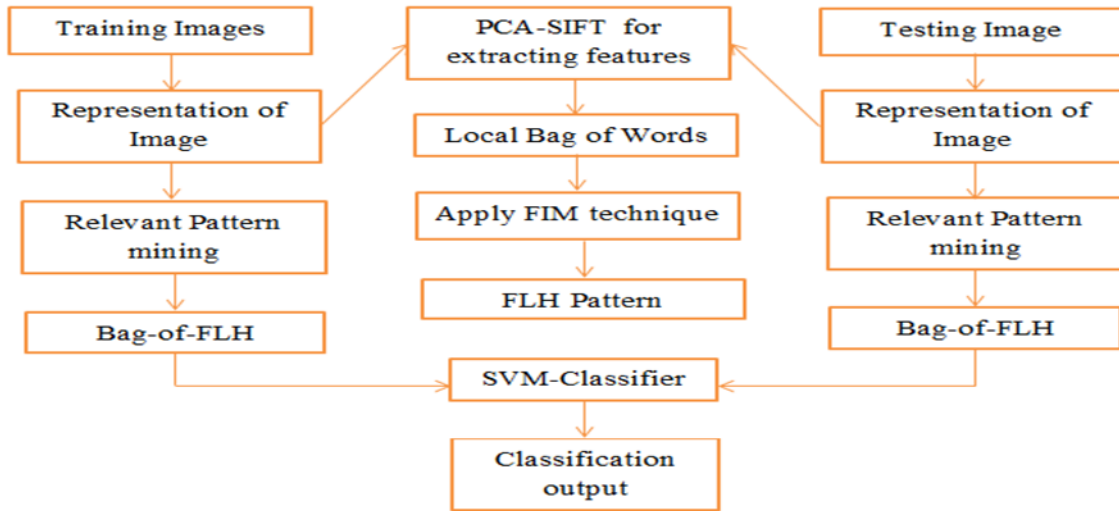 Training Images
Representation of
Image
Relevant Pattern
mining
Bag-of-FLH
PCA-SIFT for
extracting features
Local Bag of Words
Apply FIM technique
FLH Pattern
SVM-Classifier
Classification
output
Testing Image
Representation of
Image
Relevant Pattern
mining
Bag-of-FLH